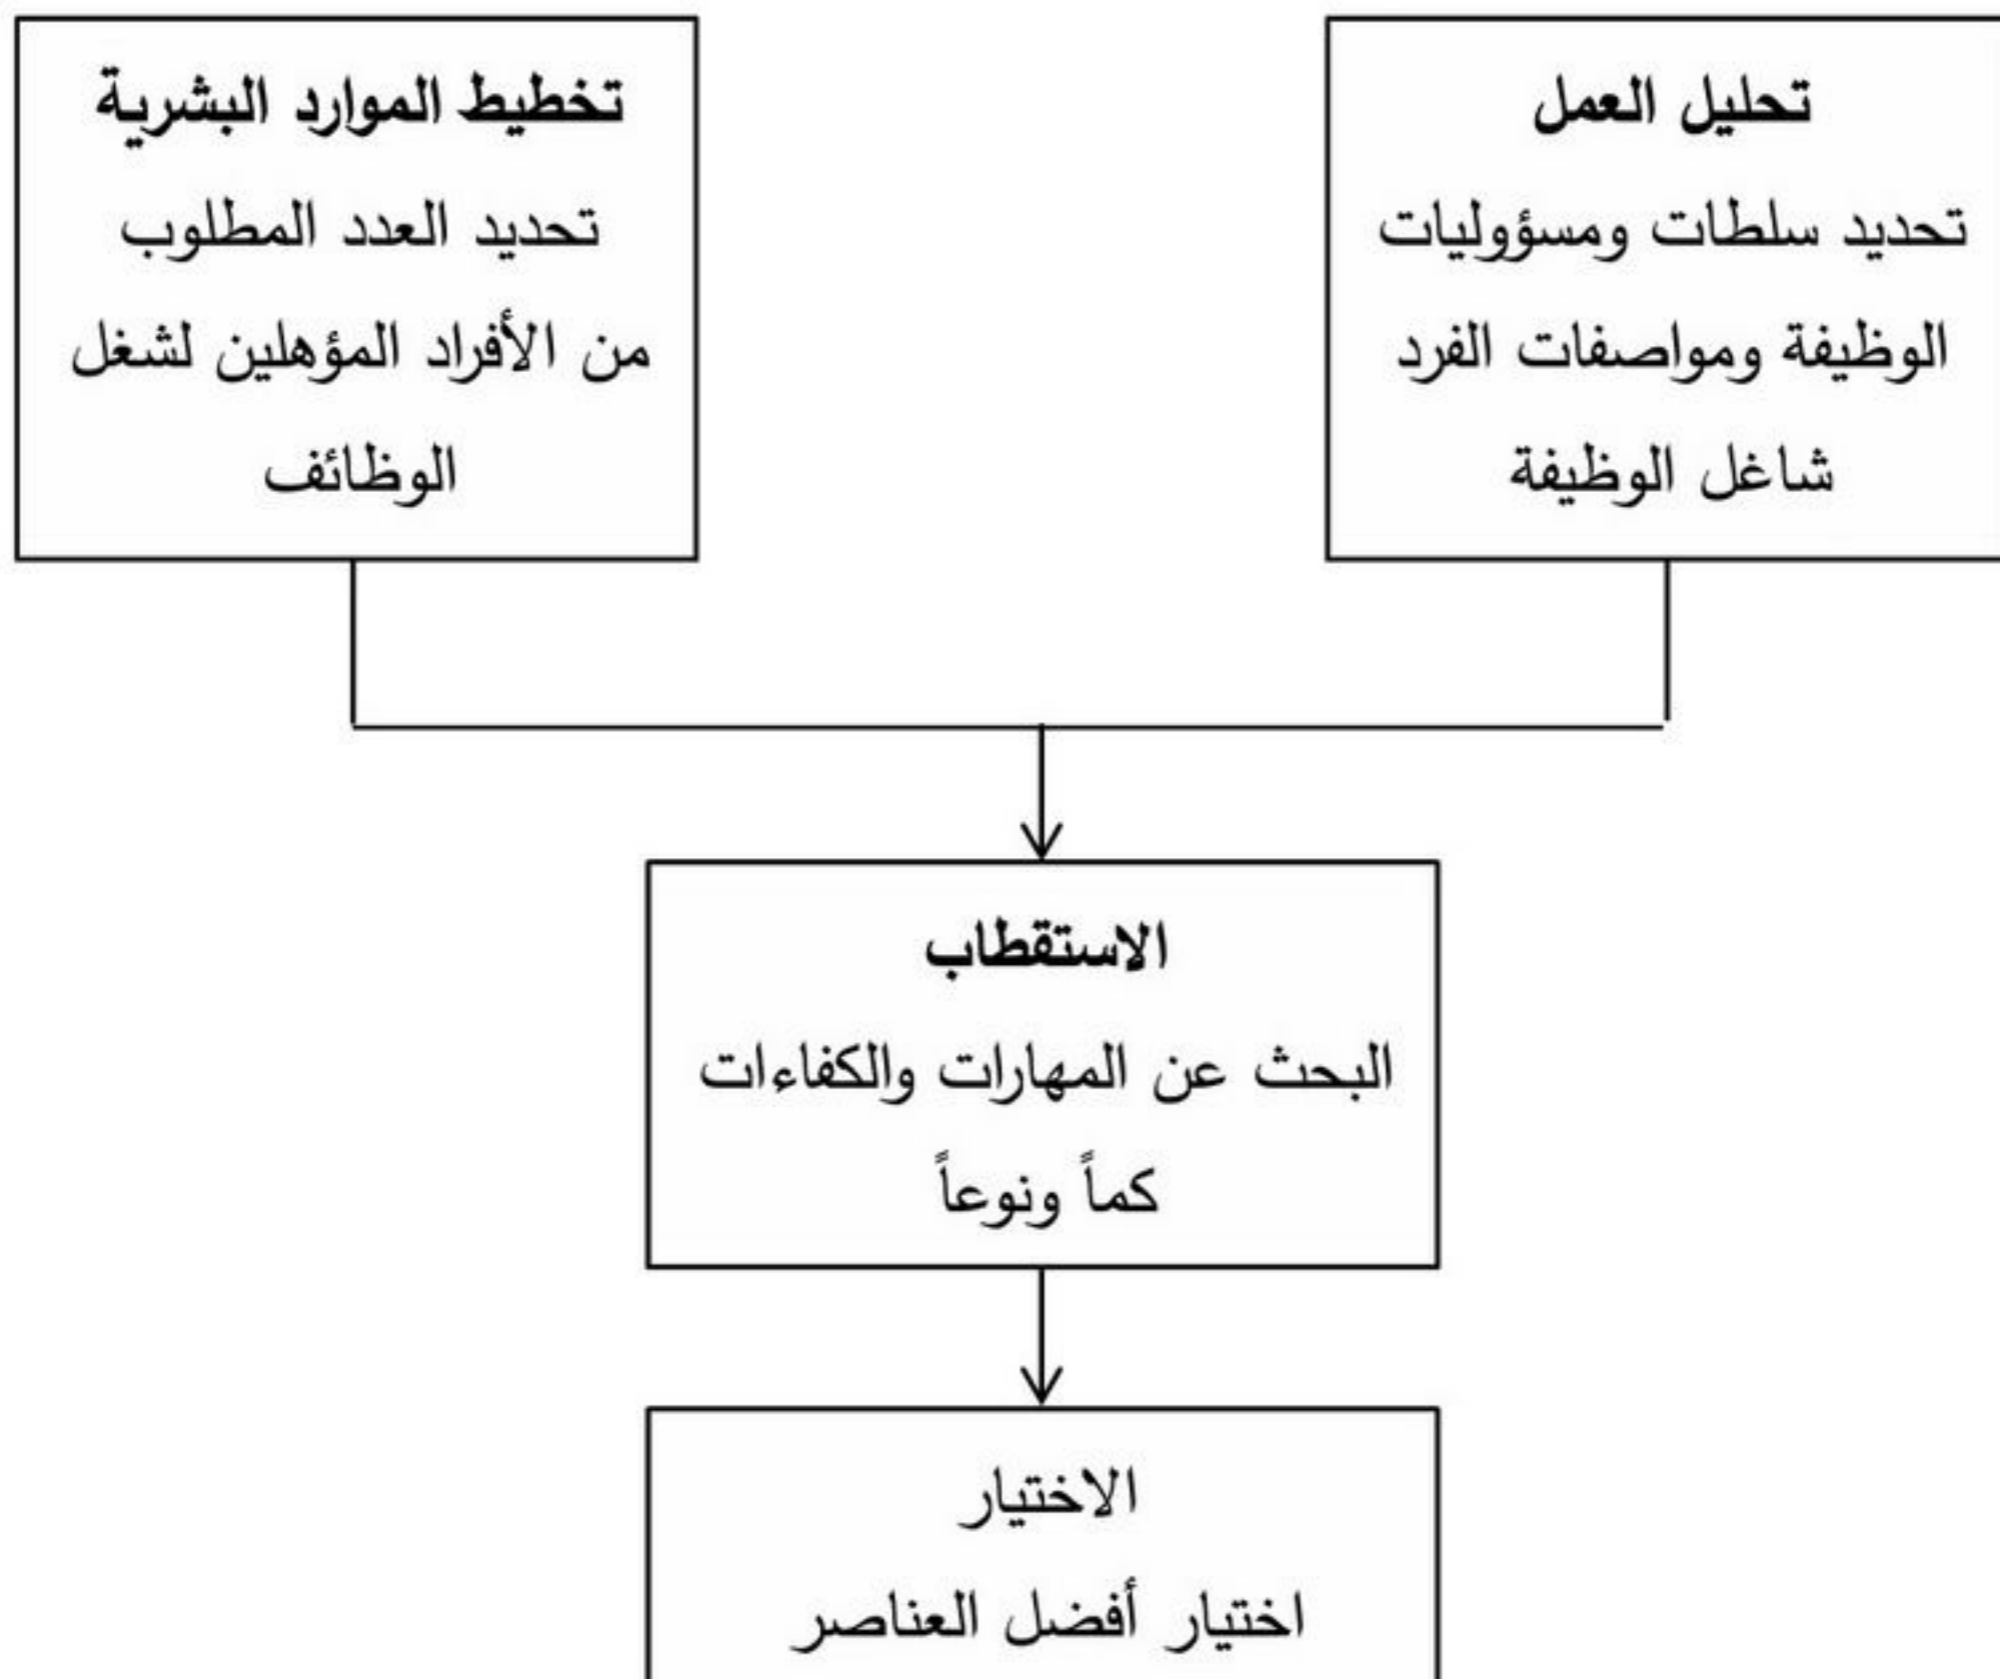 تحليل العمل
تحديد سلطات ومسؤوليات
الوظيفة ومواصفات الفرد
شاغل الوظيفة
تخطيط الموارد البشرية
تحديد العدد المطلوب
من الأفراد المؤهلين لشغل
الوظائف
الاستقطاب
البحث عن المهارات والكفاءات
كماً ونوعاً
الاختيار
اختيار أفضل العناصر